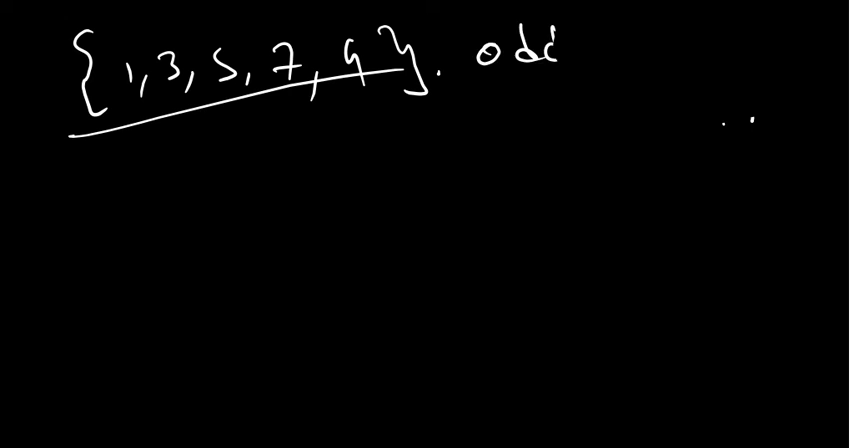 {1, 3, 5, 7, 9}. odd